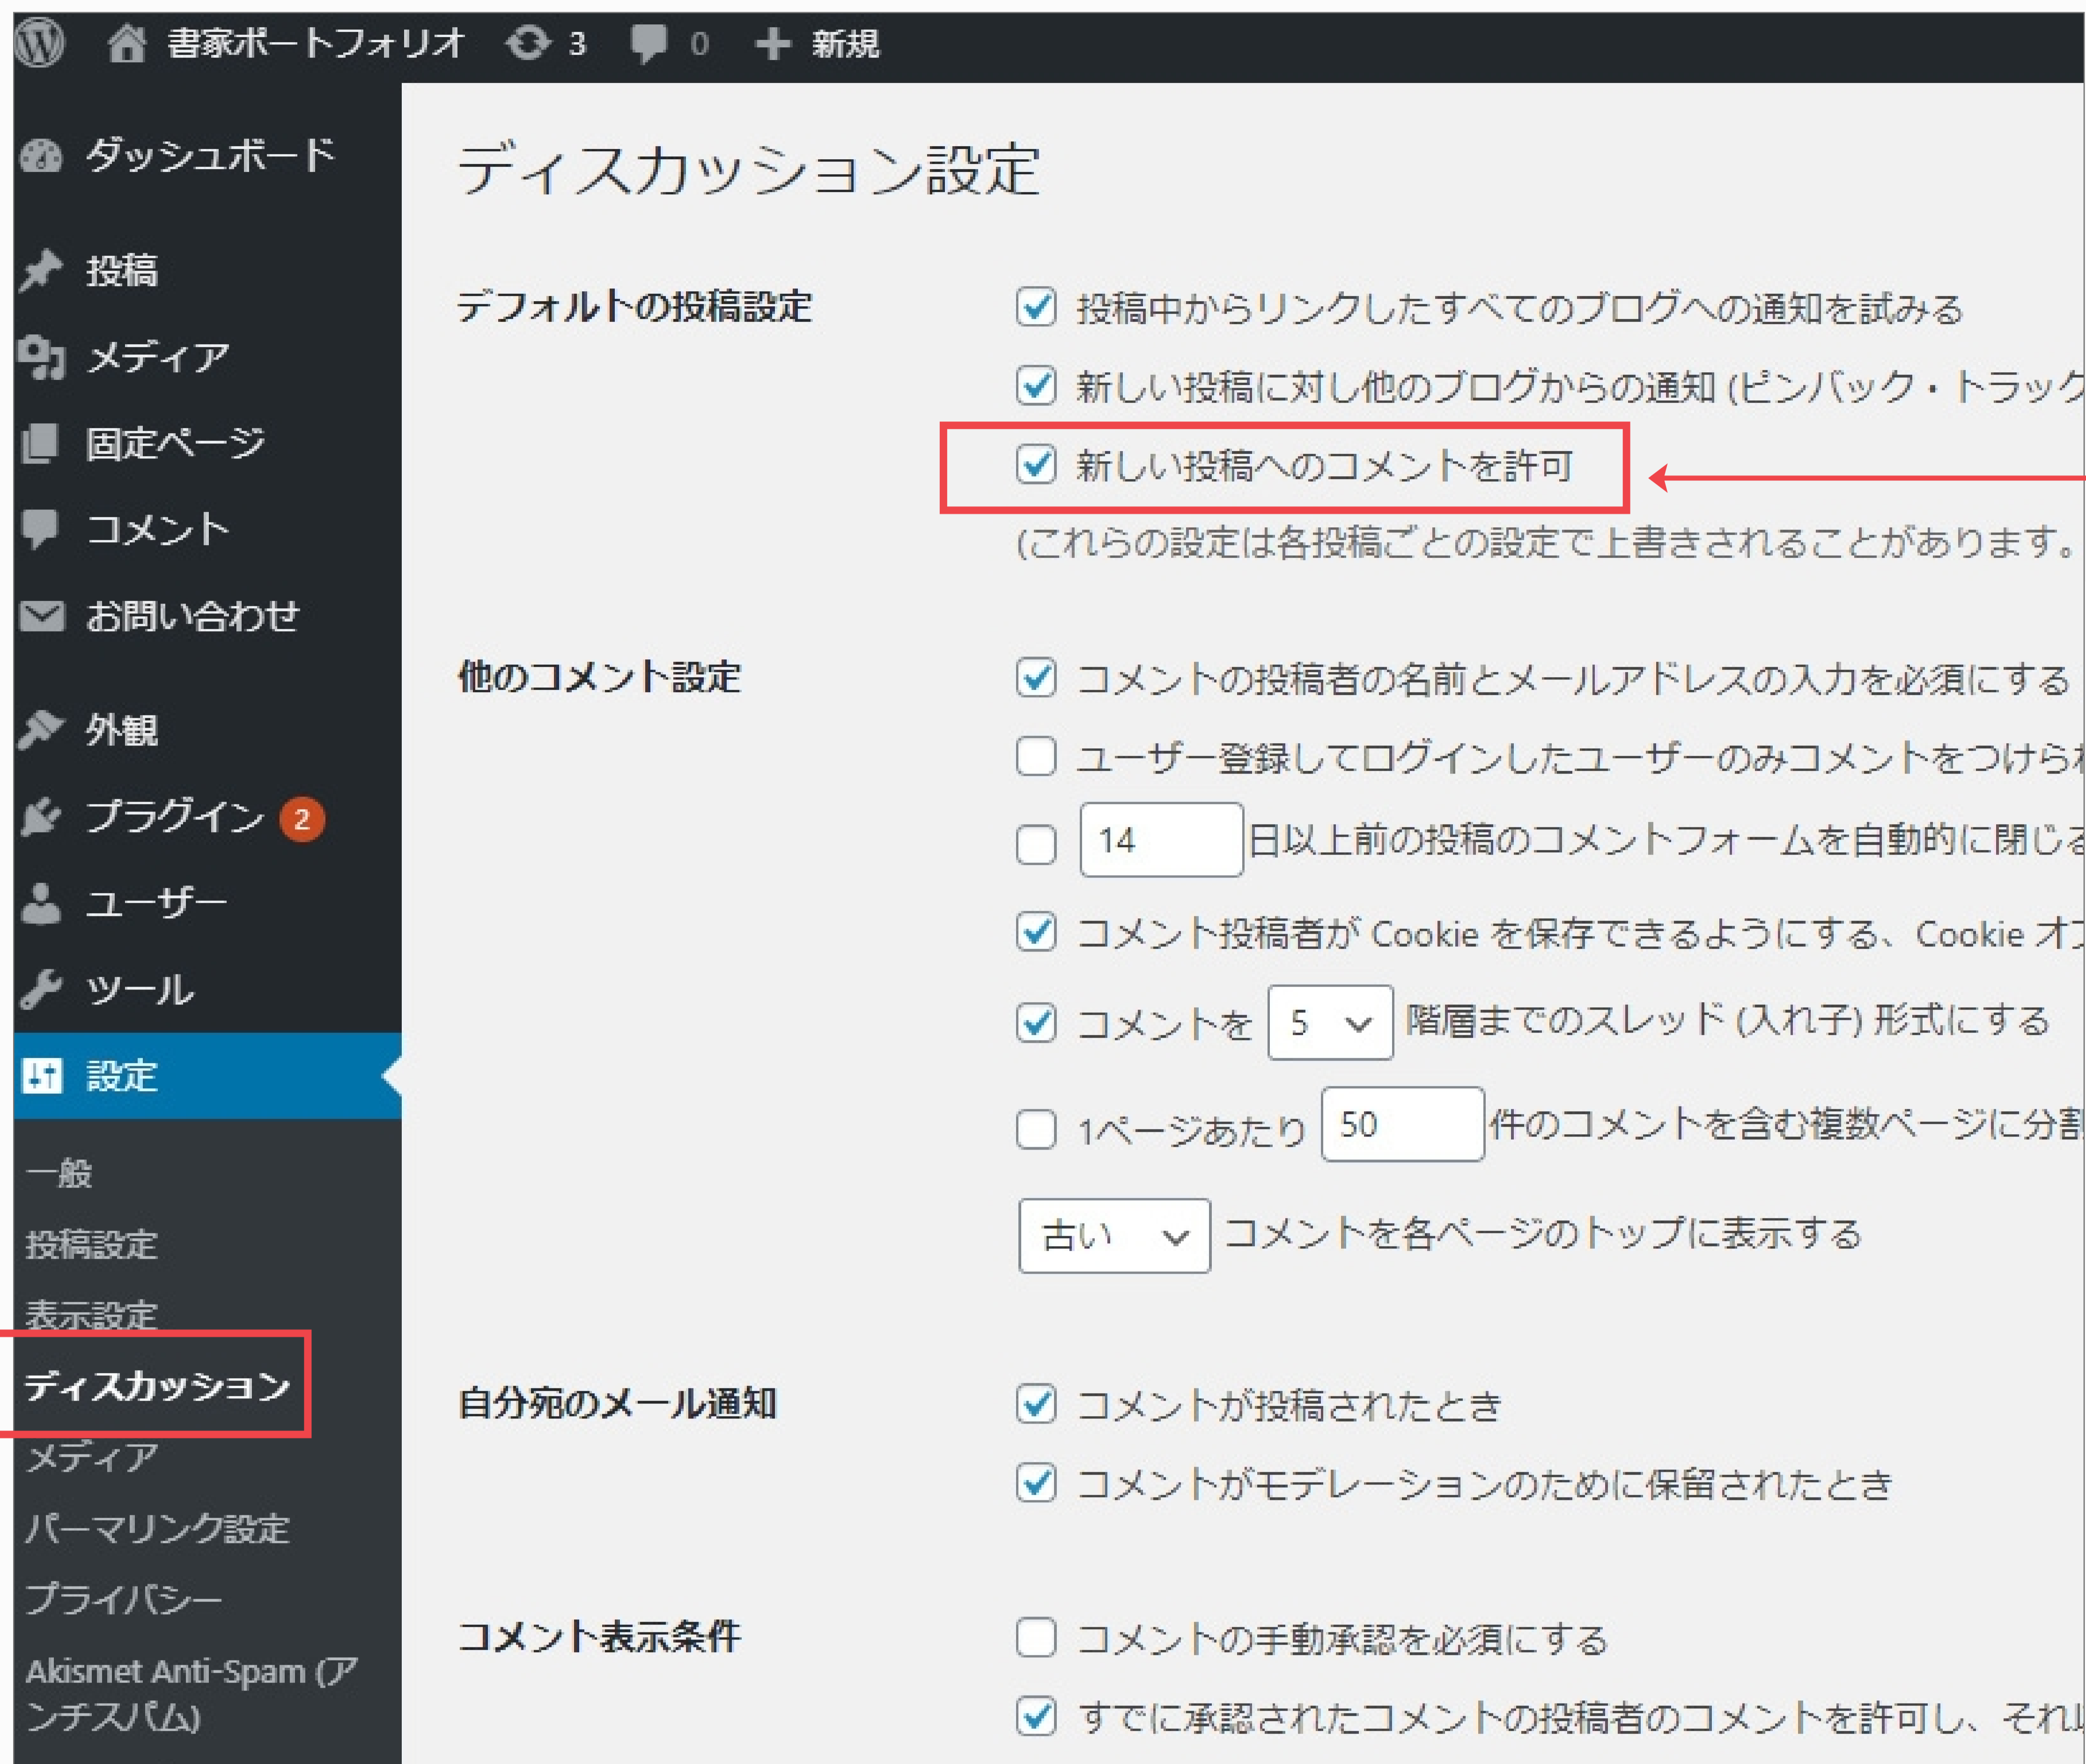 書家ポートフォリオ 3 0 新規
ダッシュボード
投稿
メディア
固定ページ
コメント
お問い合わせ
外観
プラグイン 2
ユーザー
ツール
設定
一般
投稿設定
表示設定
ディスカッション
メディア
パーマリンク設定
プライバシー
Akismet Anti-Spam (ア
ンチスパム)
ディスカッション設定
デフォルトの投稿設定
投稿中からリンクしたすべてのブログへの通知を試みる
新しい投稿に対し他のブログからの通知 (ピンバック・トラック
新しい投稿へのコメントを許可
(これらの設定は各投稿ごとの設定で上書きされることがあります。
他のコメント設定
コメントの投稿者の名前とメールアドレスの入力を必須にする
ユーザー登録してログインしたユーザーのみコメントをつけら
14 日以上前の投稿のコメントフォームを自動的に閉じる
コメント投稿者が Cookie を保存できるようにする、Cookie オ
コメントを 5 階層までのスレッド (入れ子) 形式にする
1ページあたり 50 件のコメントを含む複数ページに分割
古い コメントを各ページのトップに表示する
自分宛のメール通知
コメントが投稿されたとき
コメントがモデレーションのために保留されたとき
コメント表示条件
コメントの手動承認を必須にする
すでに承認されたコメントの投稿者のコメントを許可し、それ